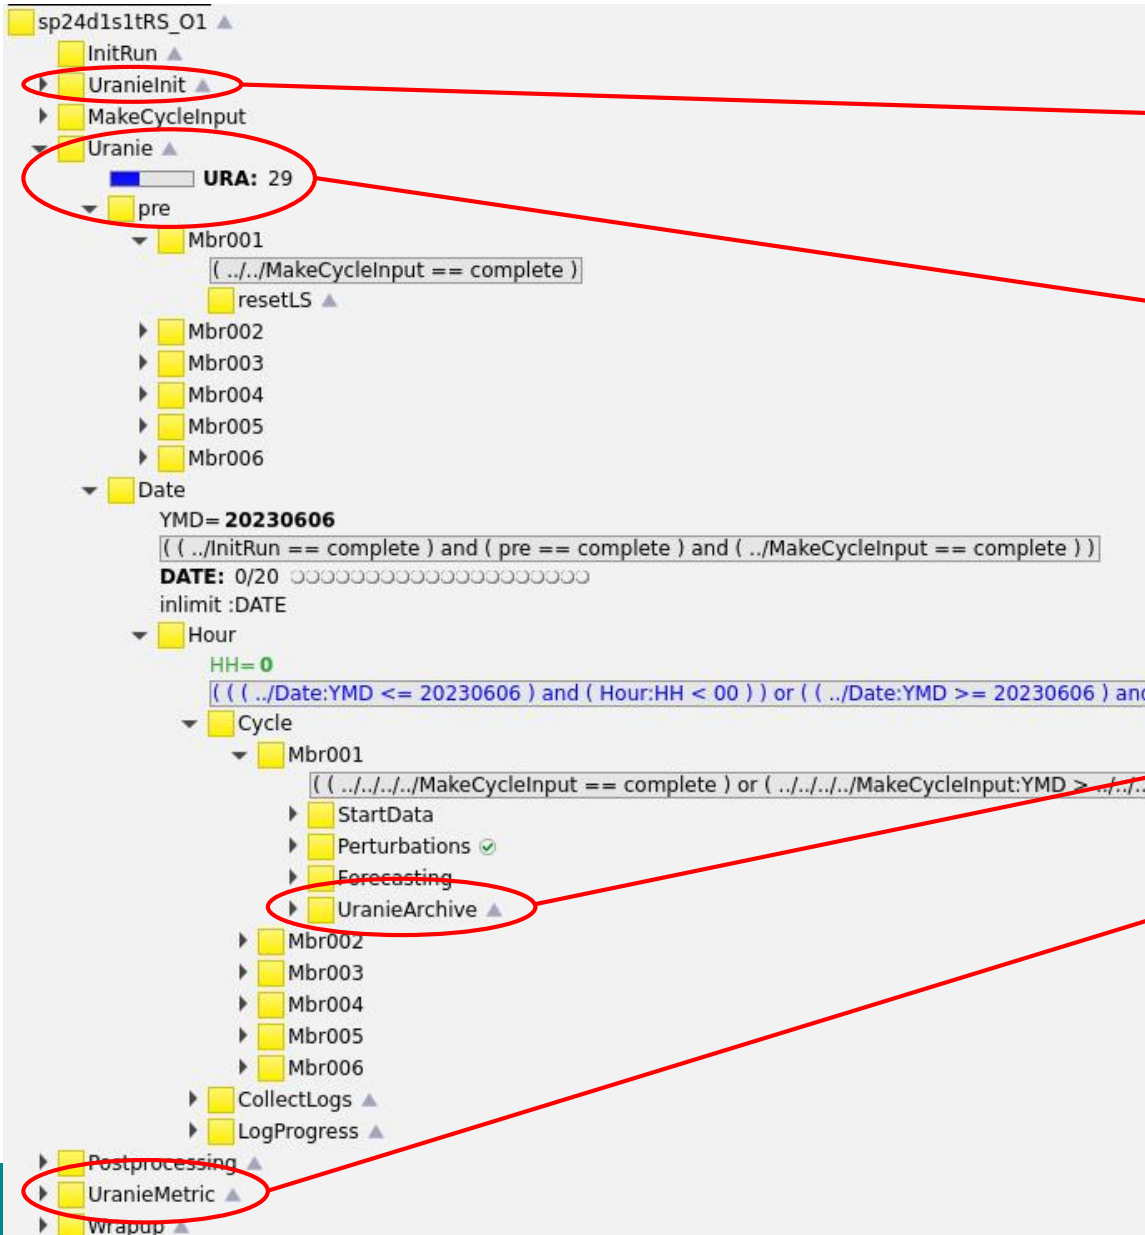 sp24d1s1tRS_O1
InitRun
UranieInit
MakeCycleInput
Uranie
URA: 29
pre
Mbr001
( ../../MakeCycleInput == complete )
resetLS
Mbr002
Mbr003
Mbr004
Mbr005
Mbr006
Date
YMD= 20230606
( ( ../InitRun == complete ) and ( pre == complete ) and ( ../MakeCycleInput == complete ) )
DATE: 0/20
inlimit :DATE
Hour
HH= 0
( ( ( ../Date:YMD <= 20230606 ) and ( Hour:HH < 00 ) ) or ( ( ../Date:YMD >= 20230606 ) and
Cycle
Mbr001
( ( ../../../../MakeCycleInput == complete ) or ( ../../../../MakeCycleInput:YMD > ../../..
StartData
Perturbations
Forecasting
UranieArchive
Mbr002
Mbr003
Mbr004
Mbr005
Mbr006
CollectLogs
LogProgress
Postprocessing
UranieMetric
Wrapup